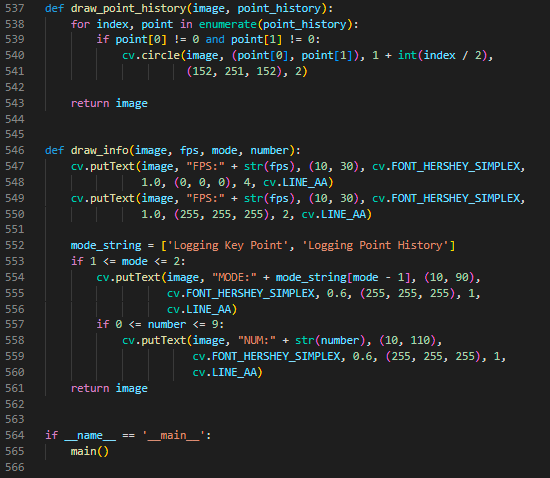 537 def draw_point_history(image, point_history):
538     for index, point in enumerate(point_history):
539         if point[0] != 0 and point[1] != 0:
540             cv.circle(image, (point[0], point[1]), 1 + int(index / 2),
541                       (152, 251, 152), 2)
542
543     return image
544
545
546 def draw_info(image, fps, mode, number):
547     cv.putText(image, "FPS:" + str(fps), (10, 30), cv.FONT_HERSHEY_SIMPLEX,
548                1.0, (0, 0, 0), 4, cv.LINE_AA)
549     cv.putText(image, "FPS:" + str(fps), (10, 30), cv.FONT_HERSHEY_SIMPLEX,
550                1.0, (255, 255, 255), 2, cv.LINE_AA)
551
552     mode_string = ['Logging Key Point', 'Logging Point History']
553     if 1 <= mode <= 2:
554         cv.putText(image, "MODE:" + mode_string[mode - 1], (10, 90),
555                    cv.FONT_HERSHEY_SIMPLEX, 0.6, (255, 255, 255), 1,
556                    cv.LINE_AA)
557         if 0 <= number <= 9:
558             cv.putText(image, "NUM:" + str(number), (10, 110),
559                        cv.FONT_HERSHEY_SIMPLEX, 0.6, (255, 255, 255), 1,
560                        cv.LINE_AA)
561     return image
562
563
564 if __name__ == '__main__':
565     main()
566